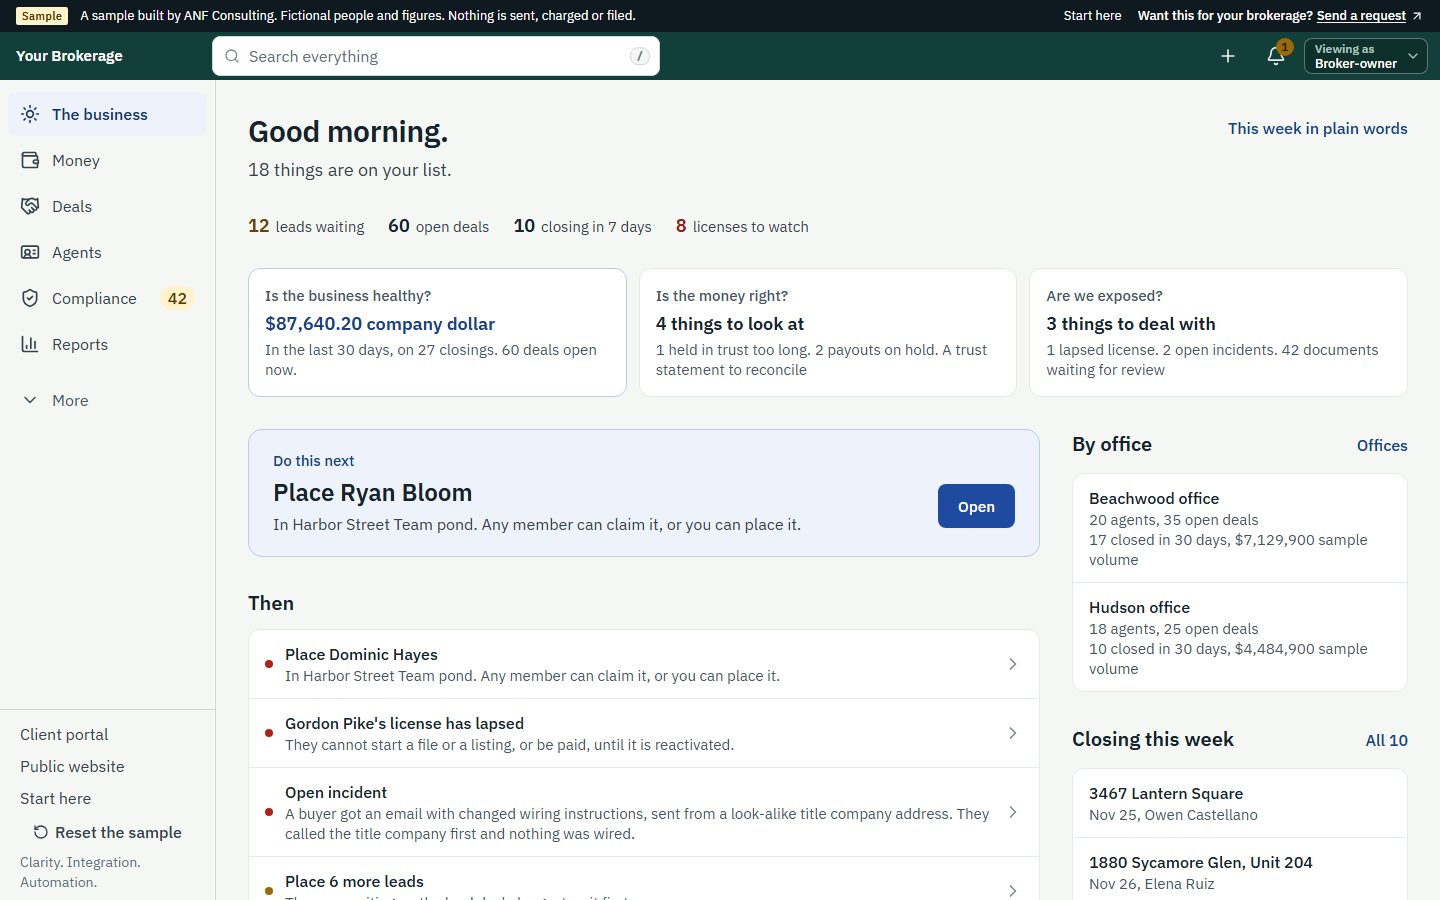 Sample A sample built by ANF Consulting. Fictional people and figures. Nothing is sent, charged or filed. Start here Want this for your brokerage? Send a request
Your Brokerage
Search everything /
1
Viewing as
Broker-owner
The business
Money
Deals
Agents
Compliance 42
Reports
More
Client portal
Public website
Start here
Reset the sample
Clarity. Integration.
Automation.
Good morning.
This week in plain words
18 things are on your list.
12 leads waiting 60 open deals 10 closing in 7 days 8 licenses to watch
Is the business healthy?
$87,640.20 company dollar
In the last 30 days, on 27 closings. 60 deals open
now.
Is the money right?
4 things to look at
1 held in trust too long. 2 payouts on hold. A trust
statement to reconcile
Are we exposed?
3 things to deal with
1 lapsed license. 2 open incidents. 42 documents
waiting for review
Do this next
Place Ryan Bloom
In Harbor Street Team pond. Any member can claim it, or you can place it.
Open
Then
Place Dominic Hayes
In Harbor Street Team pond. Any member can claim it, or you can place it.
Gordon Pike's license has lapsed
They cannot start a file or a listing, or be paid, until it is reactivated.
Open incident
A buyer got an email with changed wiring instructions, sent from a look-alike title company address. They
called the title company first and nothing was wired.
Place 6 more leads
By office
Offices
Beachwood office
20 agents, 35 open deals
17 closed in 30 days, $7,129,900 sample
volume
Hudson office
18 agents, 25 open deals
10 closed in 30 days, $4,484,900 sample
volume
Closing this week
All 10
3467 Lantern Square
Nov 25, Owen Castellano
1880 Sycamore Glen, Unit 204
Nov 26, Elena Ruiz